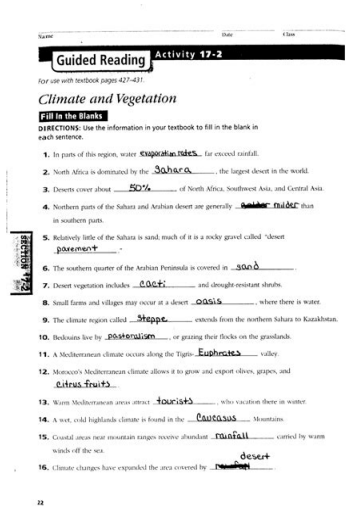 Name Date Class
Guided Reading Activity 17-2
For use with textbook pages 427–431.
Climate and Vegetation
Fill In the Blanks
DIRECTIONS: Use the information in your textbook to fill in the blank in
each sentence.
1. In parts of this region, water evaporation rates far exceed rainfall.
2. North Africa is dominated by the Sahara, the largest desert in the world.
3. Deserts cover about 50% of North Africa, Southwest Asia, and Central Asia.
4. Northern parts of the Sahara and Arabian desert are generally milder than
in southern parts.
5. Relatively little of the Sahara is sand; much of it is a rocky gravel called "desert
parement.
6. The southern quarter of the Arabian Peninsula is covered in sand.
7. Desert vegetation includes cacti and drought-resistant shrubs.
8. Small farms and villages may occur at a desert oasis, where there is water.
9. The climate region called Steppe extends from the northern Sahara to Kazakhstan.
10. Bedouins live by pastoralism, or grazing their flocks on the grasslands.
11. A Mediterranean climate occurs along the Tigris-Euphrates valley.
12. Morocco's Mediterranean climate allows it to grow and export olives, grapes, and
citrus fruits.
13. Warm Mediterranean areas attract tourists, who vacation there in winter.
14. A wet, cold highlands climate is found in the Caucasus Mountains.
15. Coastal areas near mountain ranges receive abundant rainfall carried by warm
winds off the sea.
desert
16. Climate changes have expanded the area covered by
SECTION 17-2
22